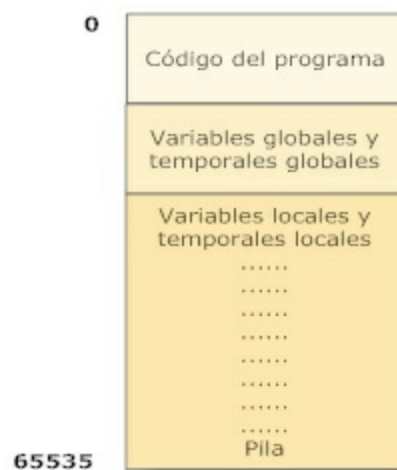 0
Código del programa
Variables globales y
temporales globales
Variables locales y
temporales locales
......
......
......
......
......
......
......
......
Pila
65535